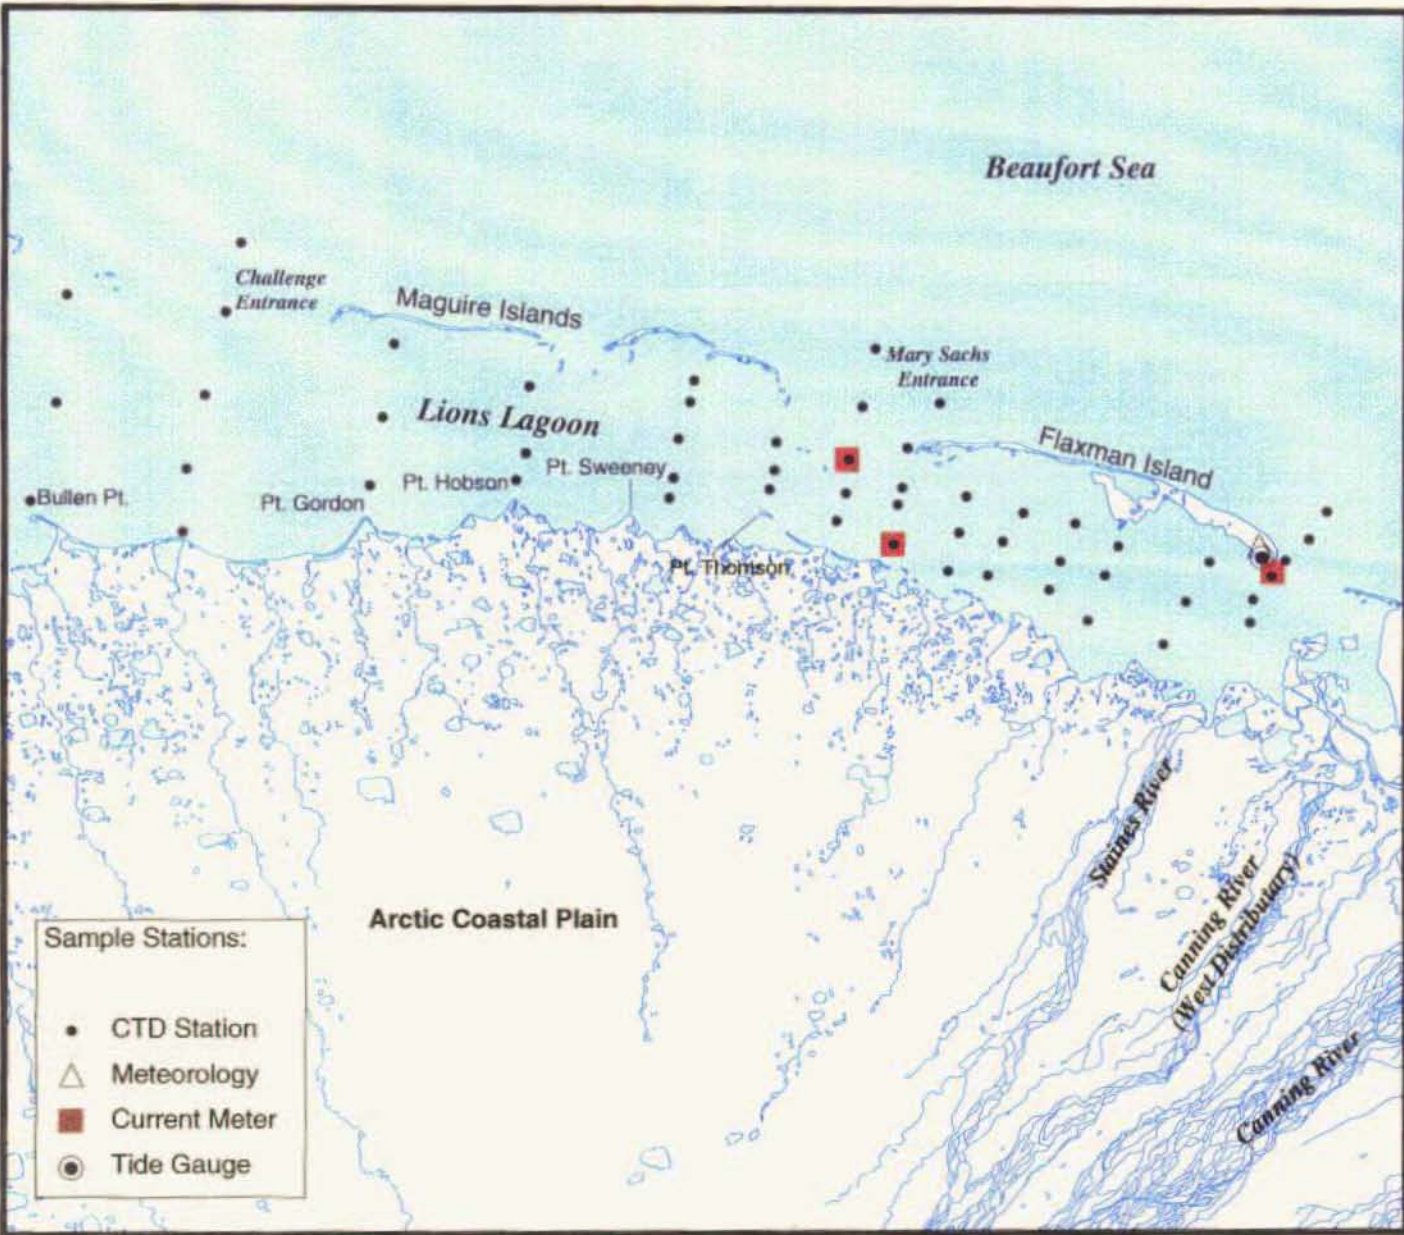 Beaufort Sea
Challenge
Entrance
Maguire Islands
Mary Sachs
Entrance
Lions Lagoon
Flaxman Island
Pt. Sweeney
Pt. Hobson
Bullen Pt.
Pt. Gordon
Pt. Thomson
Staines River
Canning River
(West Distributary)
Canning River
Arctic Coastal Plain
Sample Stations:
CTD Station
Meteorology
Current Meter
Tide Gauge